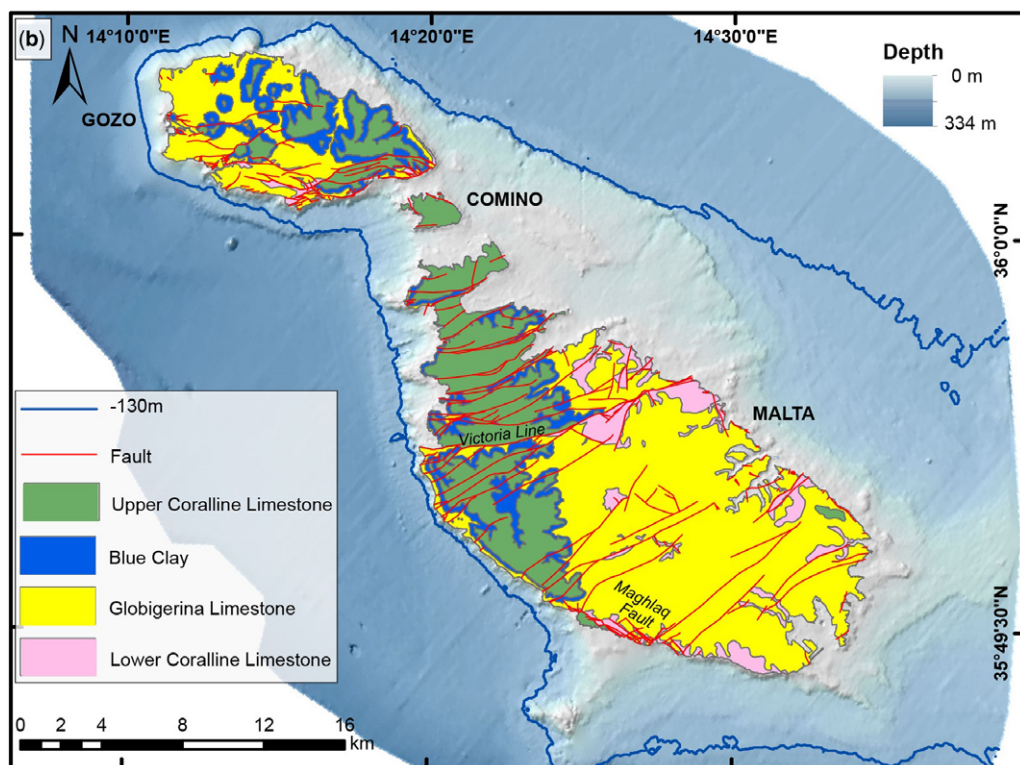 (b)
N
14°10'0"E
14°20'0"E
14°30'0"E
Depth
0 m
334 m
GOZO
COMINO
36°0'0"N
MALTA
Victoria Line
Maghlaq
Fault
35°49'30"N
-130m
Fault
Upper Coralline Limestone
Blue Clay
Globigerina Limestone
Lower Coralline Limestone
0 2 4 8 12 16
km